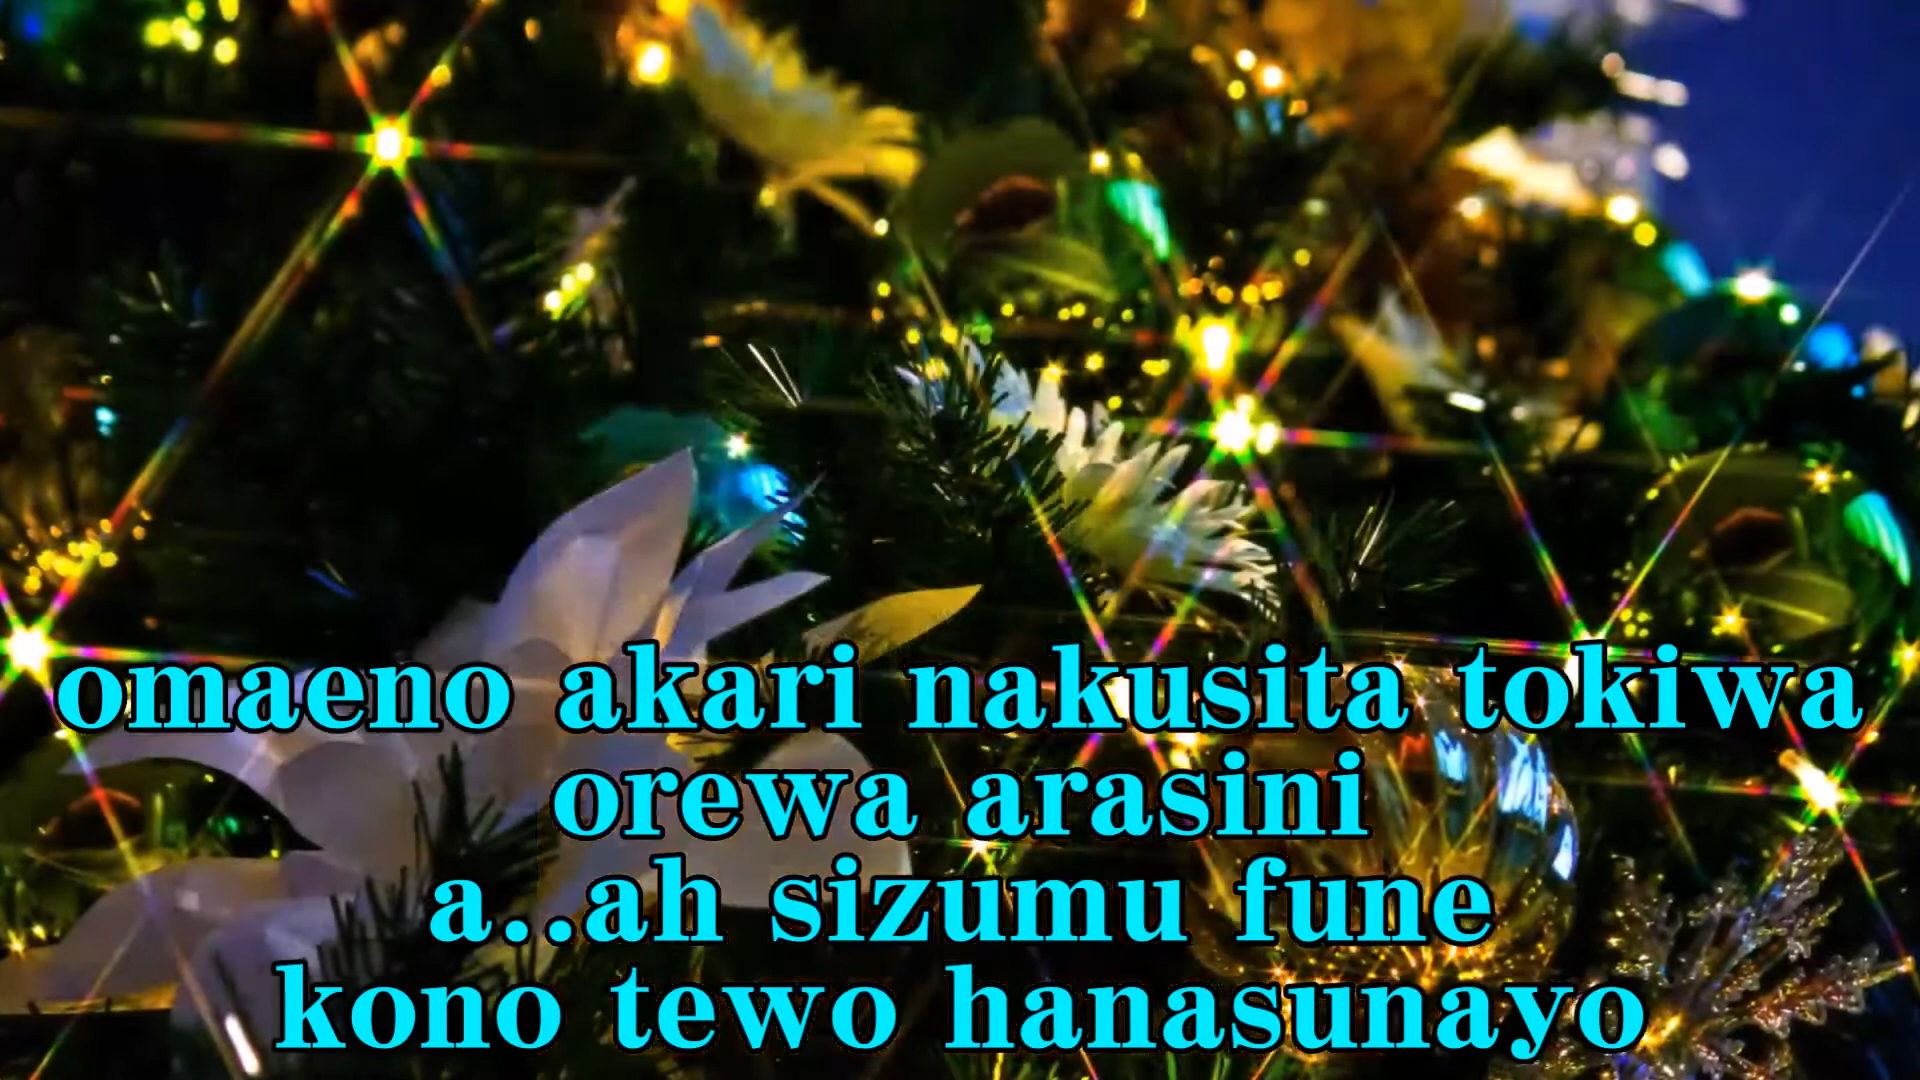 omaeno akari nakusita tokiwa
orewa arasini
a..ah sizumu fune
kono tewo hanasunayo